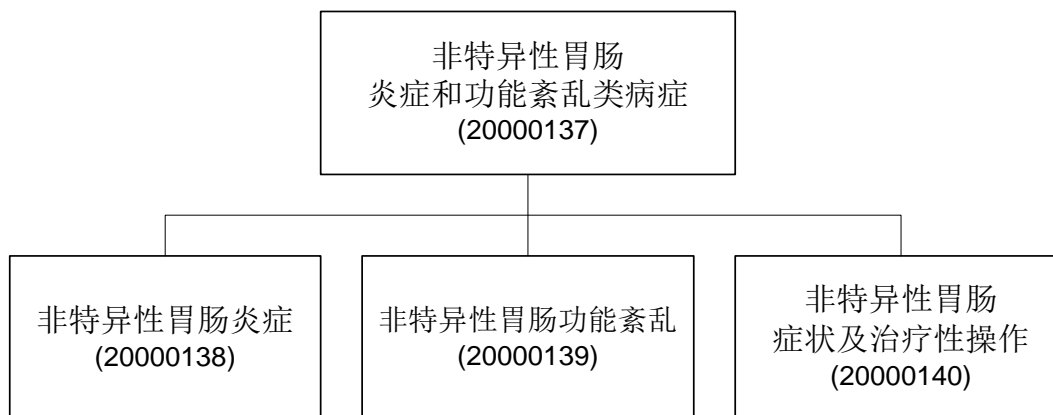 非特异性胃肠
炎症和功能紊乱类病症
(20000137)
非特异性胃肠炎症
(20000138)
非特异性胃肠功能紊乱
(20000139)
非特异性胃肠
症状及治疗性操作
(20000140)